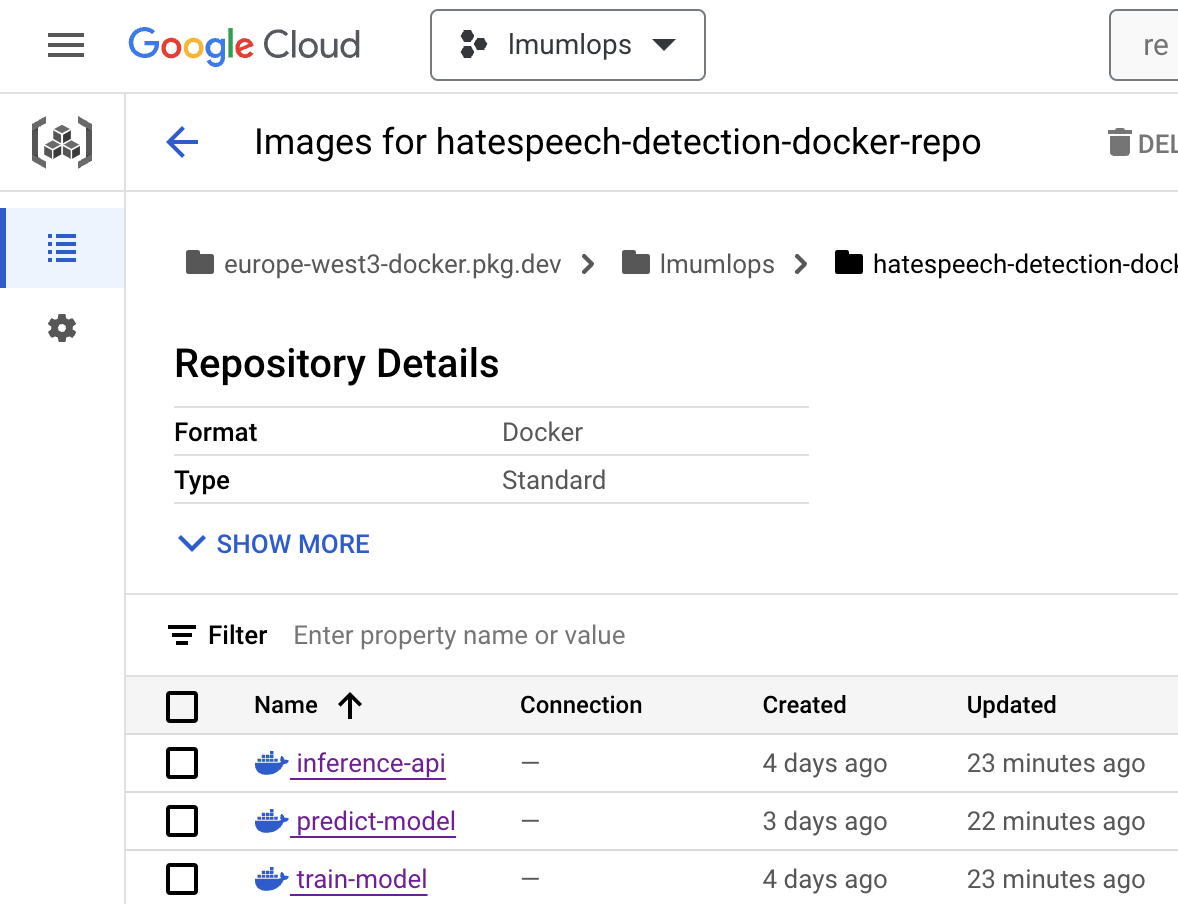 Google Cloud lmumlops re
Images for hatespeech-detection-docker-repo DEL
europe-west3-docker.pkg.dev lmumlops hatespeech-detection-dock
Repository Details
Format Docker
Type Standard
SHOW MORE
Filter Enter property name or value
Name Connection Created Updated
inference-api — 4 days ago 23 minutes ago
predict-model — 3 days ago 22 minutes ago
train-model — 4 days ago 23 minutes ago